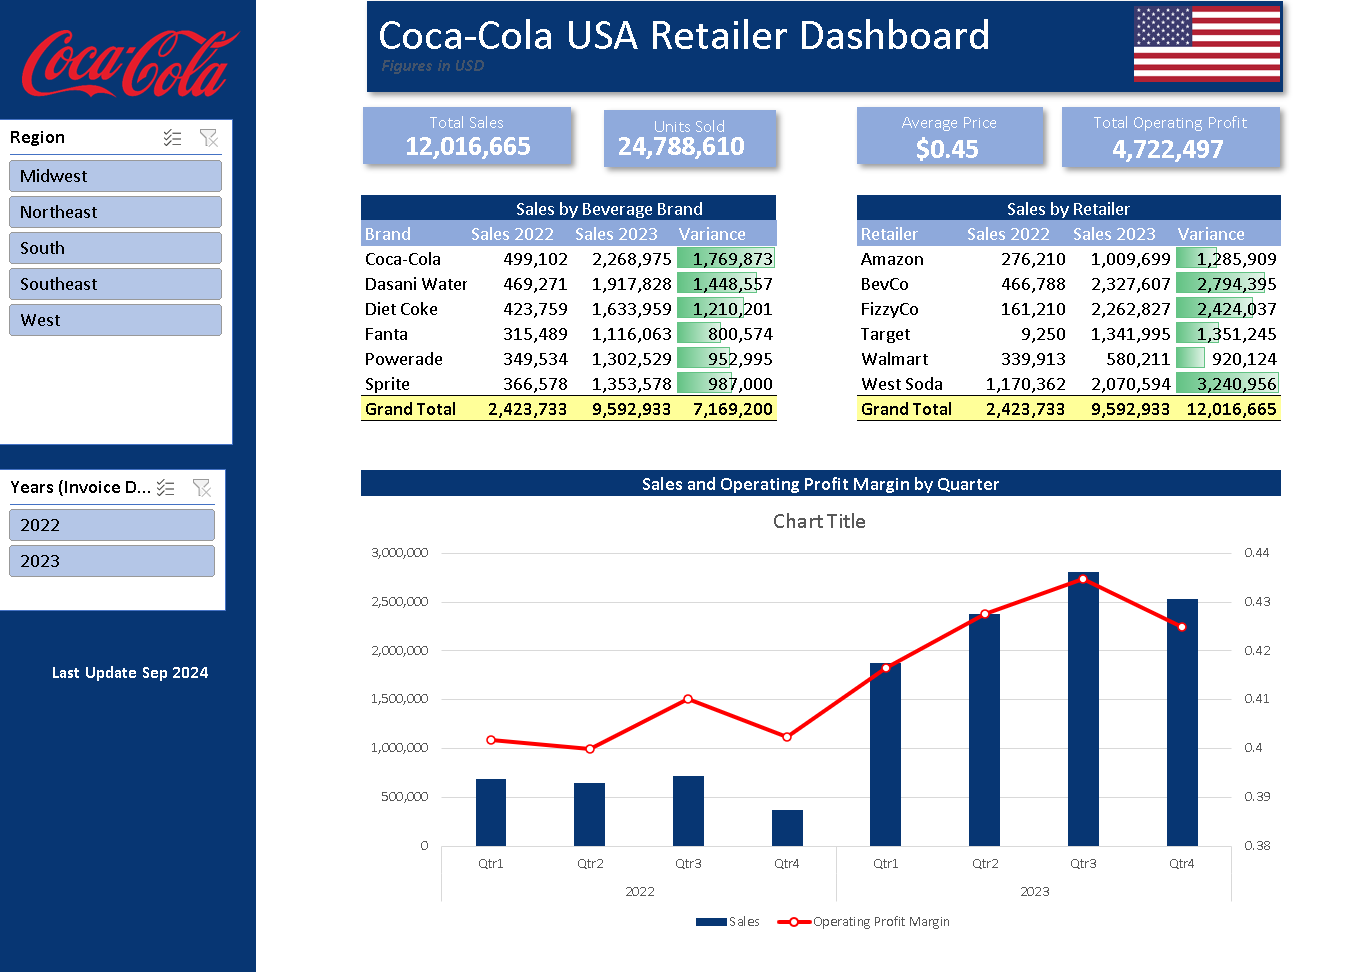 Coca-Cola
Region
Midwest
Northeast
South
Southeast
West
Years (Invoice D...
2022
2023
Last Update Sep 2024
Coca-Cola USA Retailer Dashboard
Figures in USD
Total Sales
12,016,665
Units Sold
24,788,610
Average Price
$0.45
Total Operating Profit
4,722,497
Sales by Beverage Brand
Brand Sales 2022 Sales 2023 Variance
Coca-Cola 499,102 2,268,975 1,769,873
Dasani Water 469,271 1,917,828 1,448,557
Diet Coke 423,759 1,633,959 1,210,201
Fanta 315,489 1,116,063 800,574
Powerade 349,534 1,302,529 952,995
Sprite 366,578 1,353,578 987,000
Grand Total 2,423,733 9,592,933 7,169,200
Sales by Retailer
Retailer Sales 2022 Sales 2023 Variance
Amazon 276,210 1,009,699 1,285,909
BevCo 466,788 2,327,607 2,794,395
FizzyCo 161,210 2,262,827 2,424,037
Target 9,250 1,341,995 1,351,245
Walmart 339,913 580,211 920,124
West Soda 1,170,362 2,070,594 3,240,956
Grand Total 2,423,733 9,592,933 12,016,665
Sales and Operating Profit Margin by Quarter
Chart Title
3,000,000 0.44
2,500,000 0.43
2,000,000 0.42
1,500,000 0.41
1,000,000 0.4
500,000 0.39
0 0.38
Qtr1 Qtr2 Qtr3 Qtr4 Qtr1 Qtr2 Qtr3 Qtr4
2022 2023
Sales Operating Profit Margin